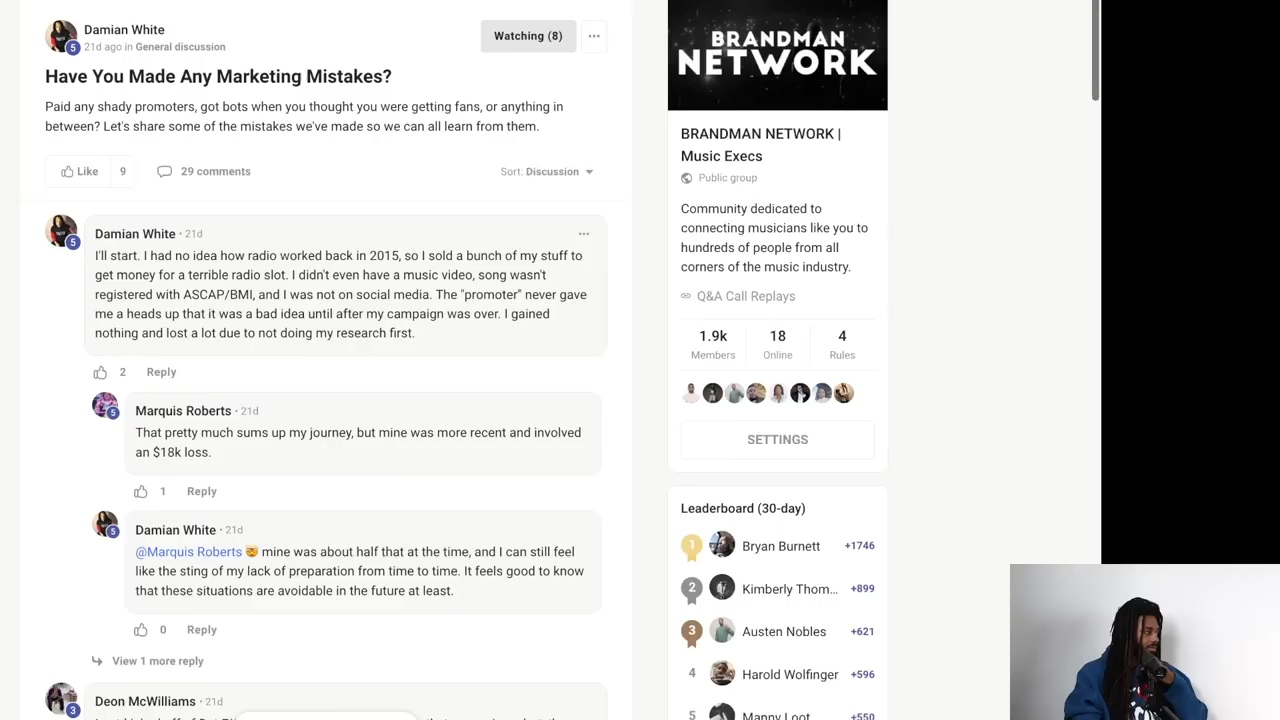 Damian White
5
21d ago in General discussion
Watching (8)
Have You Made Any Marketing Mistakes?
Paid any shady promoters, got bots when you thought you were getting fans, or anything in
between? Let's share some of the mistakes we've made so we can all learn from them.
Like
9
29 comments
Sort: Discussion
Damian White · 21d
5
I'll start. I had no idea how radio worked back in 2015, so I sold a bunch of my stuff to
get money for a terrible radio slot. I didn't even have a music video, song wasn't
registered with ASCAP/BMI, and I was not on social media. The "promoter" never gave
me a heads up that it was a bad idea until after my campaign was over. I gained
nothing and lost a lot due to not doing my research first.
2
Reply
Marquis Roberts · 21d
5
That pretty much sums up my journey, but mine was more recent and involved
an $18k loss.
1
Reply
Damian White · 21d
5
@Marquis Roberts 🤯 mine was about half that at the time, and I can still feel
like the sting of my lack of preparation from time to time. It feels good to know
that these situations are avoidable in the future at least.
0
Reply
View 1 more reply
Deon McWilliams · 21d
3
BRANDMAN
NETWORK
BRANDMAN NETWORK |
Music Execs
Public group
Community dedicated to
connecting musicians like you to
hundreds of people from all
corners of the music industry.
Q&A Call Replays
1.9k
Members
18
Online
4
Rules
SETTINGS
Leaderboard (30-day)
1
Bryan Burnett
+1746
2
Kimberly Thom...
+899
3
Austen Nobles
+621
4
Harold Wolfinger
+596
5
Manny Loot
+550